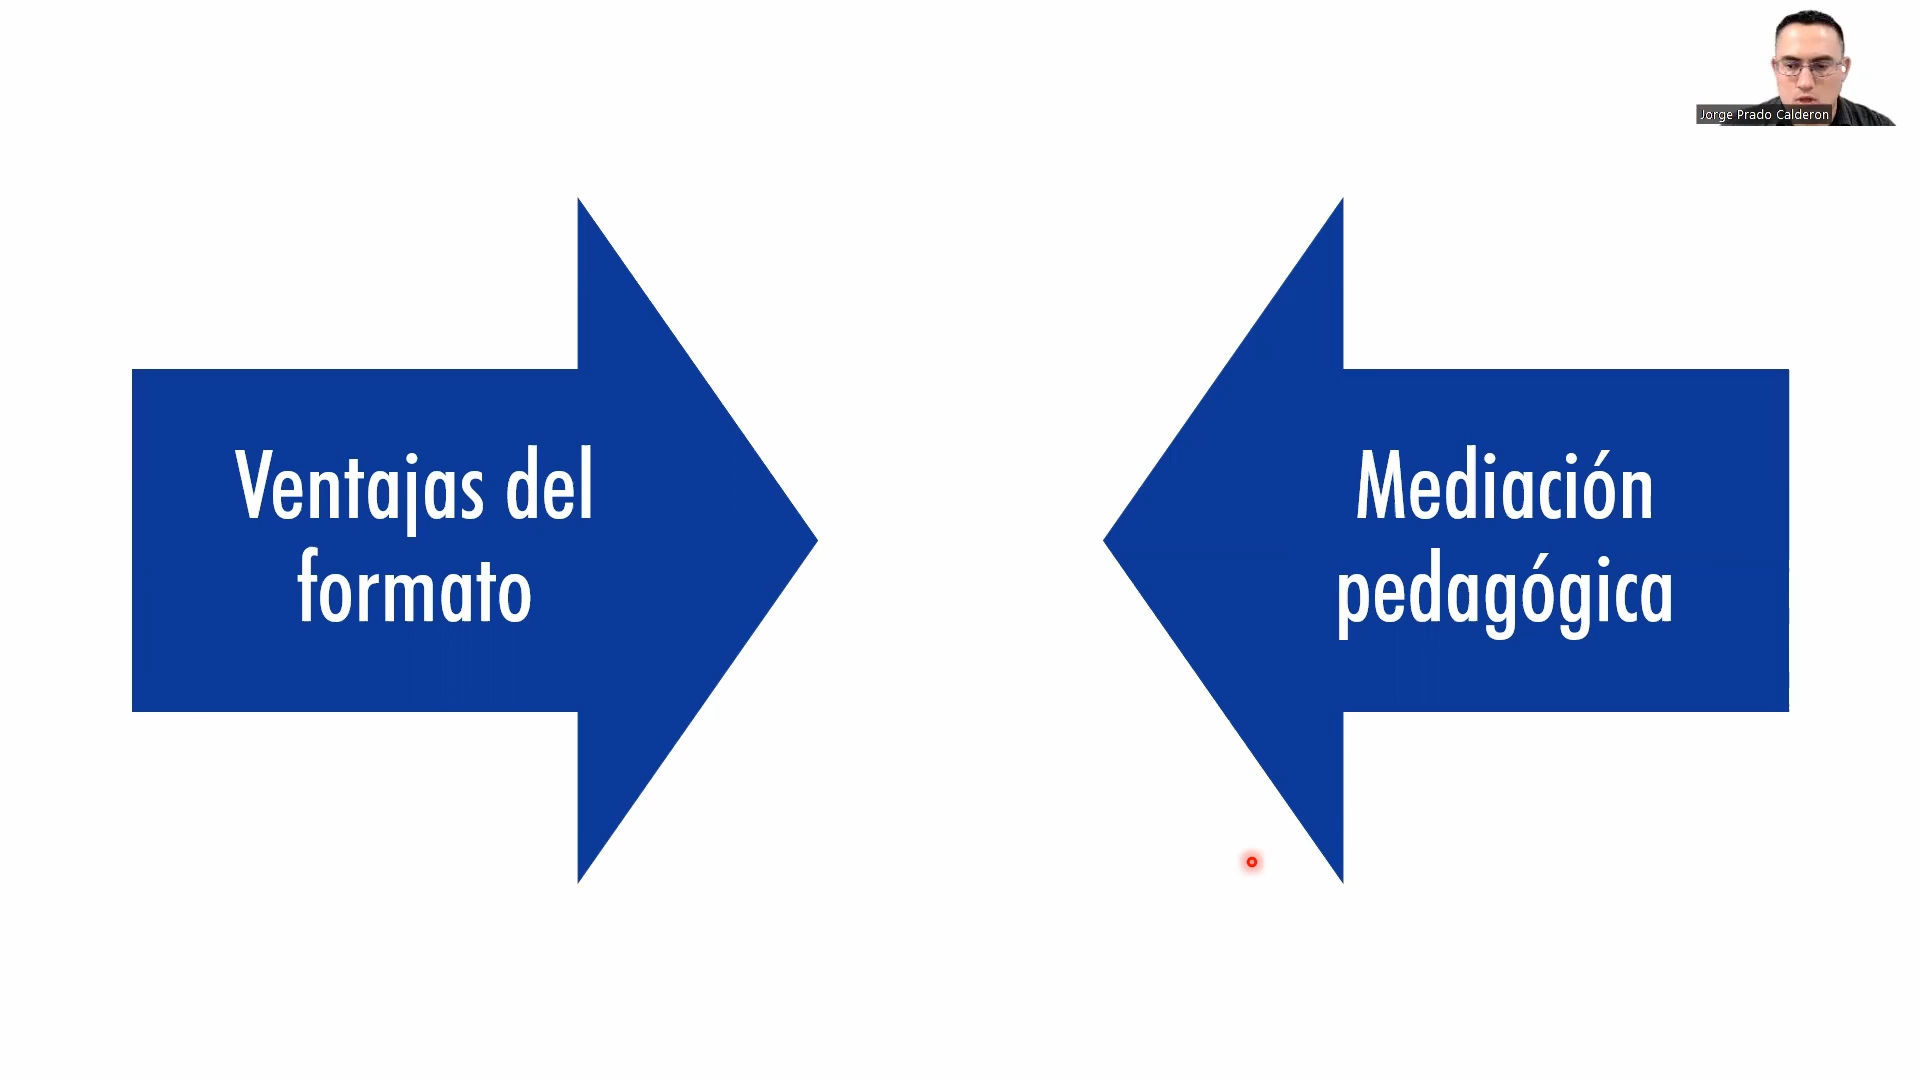 Jorge Prado Calderon
Ventajas del
formato
Mediación
pedagógica